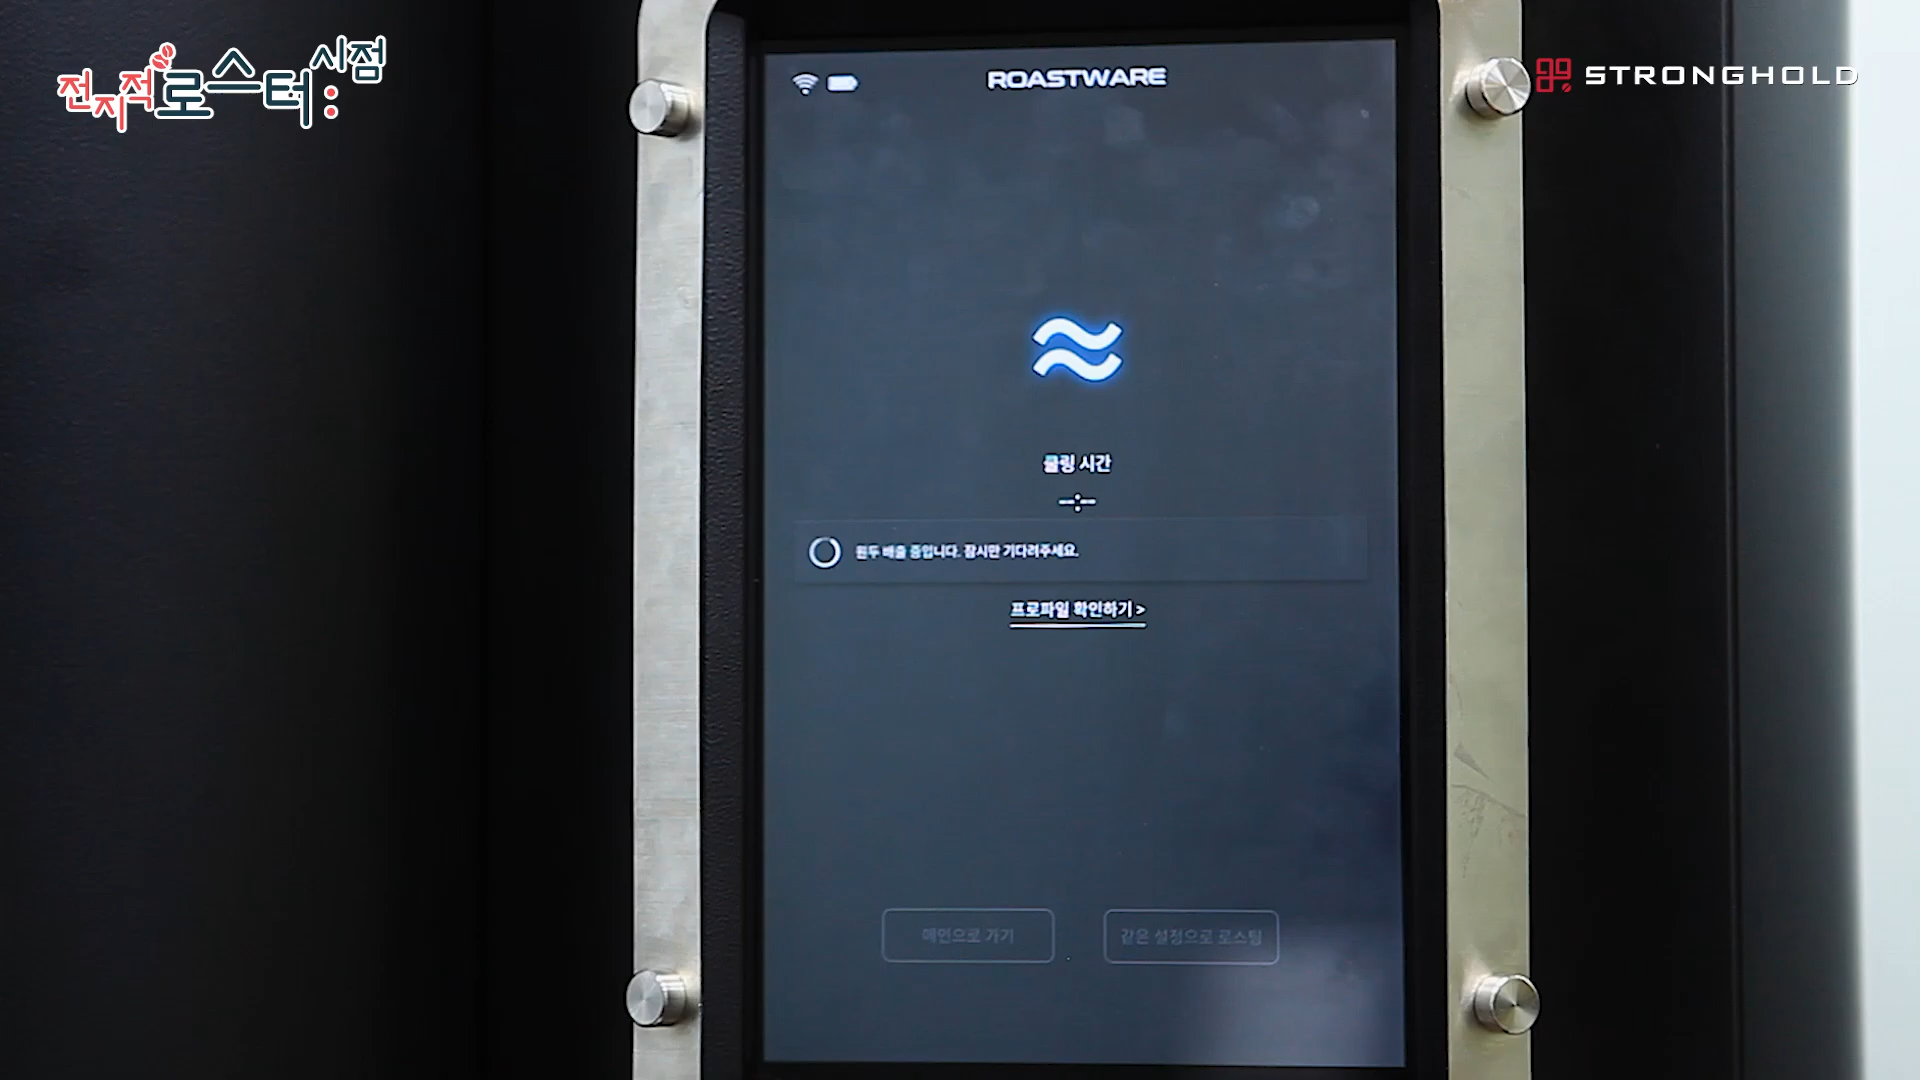 전지적 로스터 시점
ROASTWARE
STRONGHOLD
쿨링 시간
--:--
원두 배출 중입니다. 잠시만 기다려주세요.
프로파일 확인하기 >
메인으로 가기
같은 설정으로 로스팅